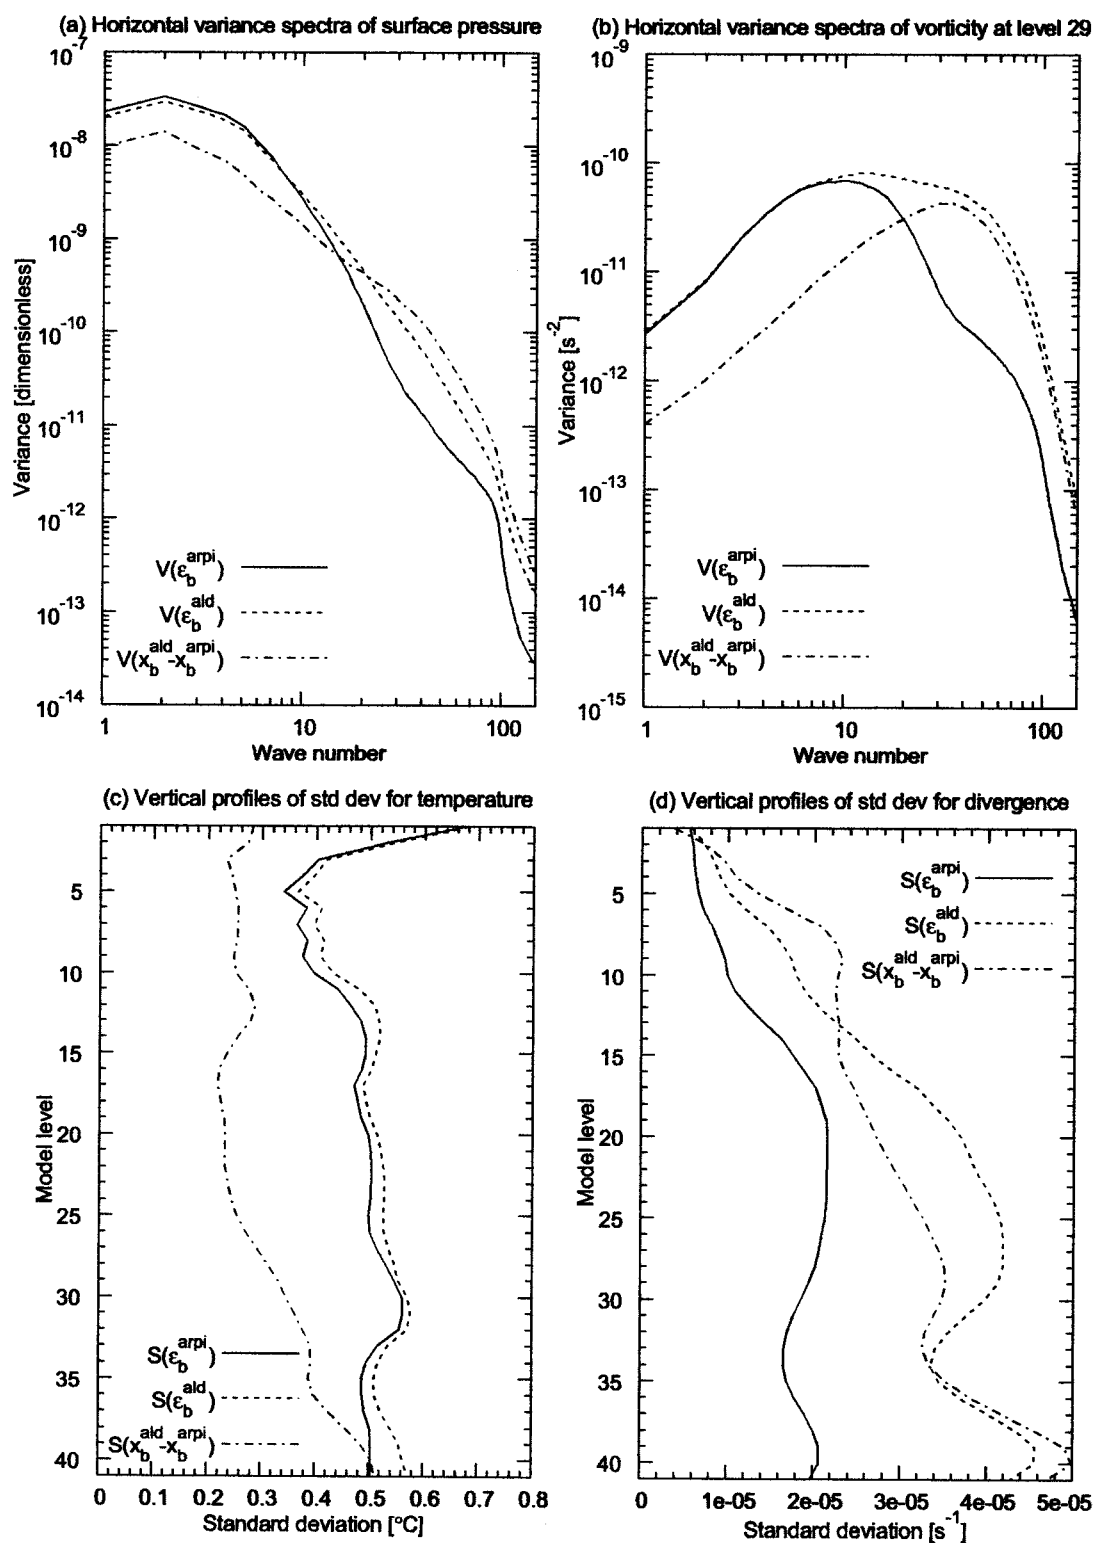 (a) Horizontal variance spectra of surface pressure
10^-7
10^-8
10^-9
10^-10
10^-11
10^-12
10^-13
10^-14
Variance [dimensionless]
V(ε_b^arpi)
V(ε_b^ald)
V(x_b^ald-x_b^arpi)
1 10 100
Wave number
(b) Horizontal variance spectra of vorticity at level 29
10^-9
10^-10
10^-11
10^-12
10^-13
10^-14
10^-15
Variance [s^-2]
V(ε_b^arpi)
V(ε_b^ald)
V(x_b^ald-x_b^arpi)
1 10 100
Wave number
(c) Vertical profiles of std dev for temperature
5
10
15
20
25
30
35
40
Model level
S(ε_b^arpi)
S(ε_b^ald)
S(x_b^ald-x_b^arpi)
0 0.1 0.2 0.3 0.4 0.5 0.6 0.7 0.8
Standard deviation [°C]
(d) Vertical profiles of std dev for divergence
5
10
15
20
25
30
35
40
Model level
S(ε_b^arpi)
S(ε_b^ald)
S(x_b^ald-x_b^arpi)
0 1e-05 2e-05 3e-05 4e-05 5e-05
Standard deviation [s^-1]